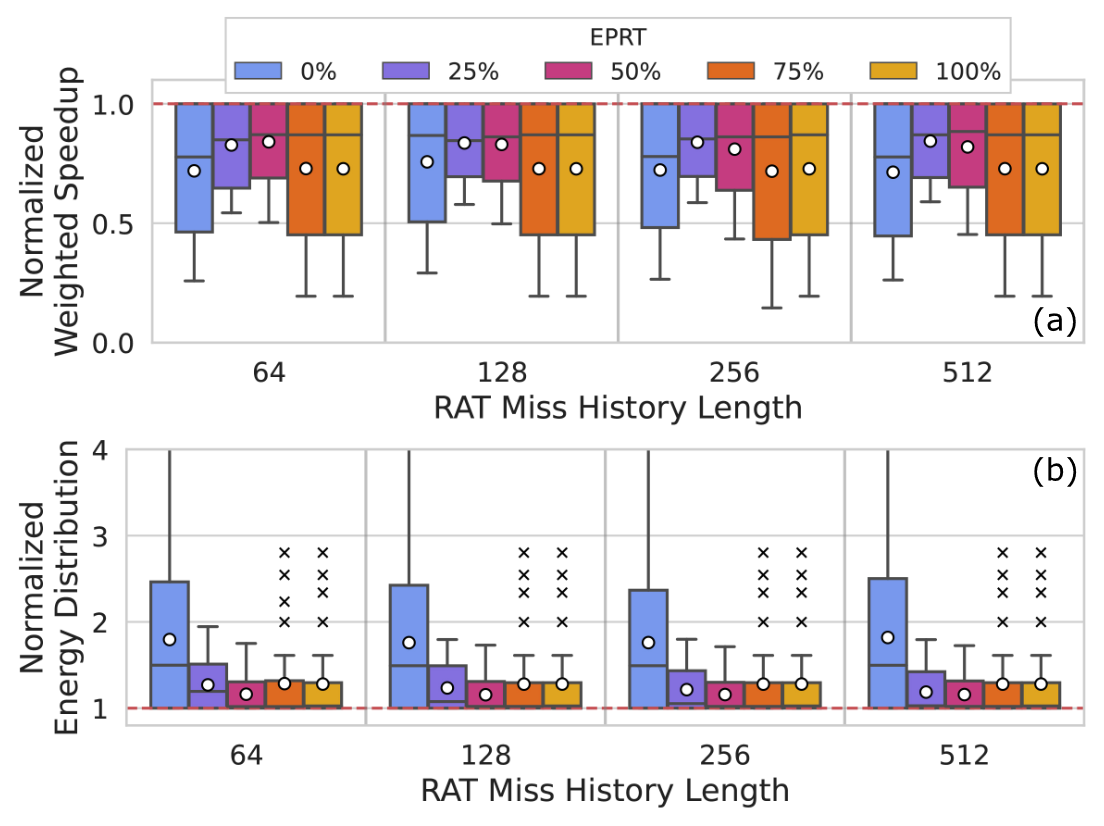 EPRT
0% 25% 50% 75% 100%
Normalized
Weighted Speedup
1.0
0.5
0.0
(a)
64 128 256 512
RAT Miss History Length
Normalized
Energy Distribution
4
(b)
3
2
1
64 128 256 512
RAT Miss History Length